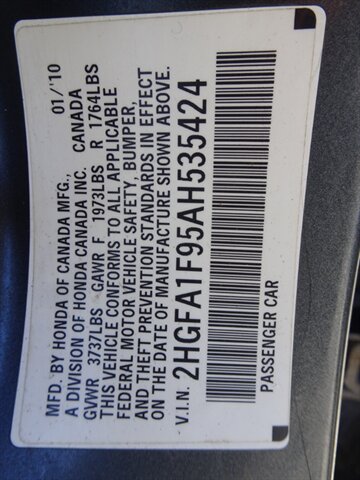 MFD. BY HONDA OF CANADA MFG., 01/'10
A DIVISION OF HONDA CANADA INC. CANADA
GVWR 3737LBS GAWR F 1973LBS R 1764LBS
THIS VEHICLE CONFORMS TO ALL APPLICABLE
FEDERAL MOTOR VEHICLE SAFETY, BUMPER,
AND THEFT PREVENTION STANDARDS IN EFFECT
ON THE DATE OF MANUFACTURE SHOWN ABOVE.
V.I.N. 2HGFA1F95AH535424
PASSENGER CAR